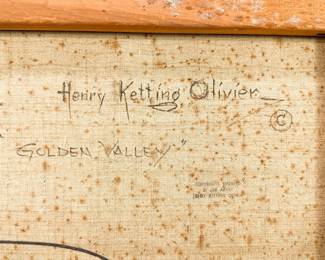 Henry Ketting Olivier
©
GOLDEN VALLEY"